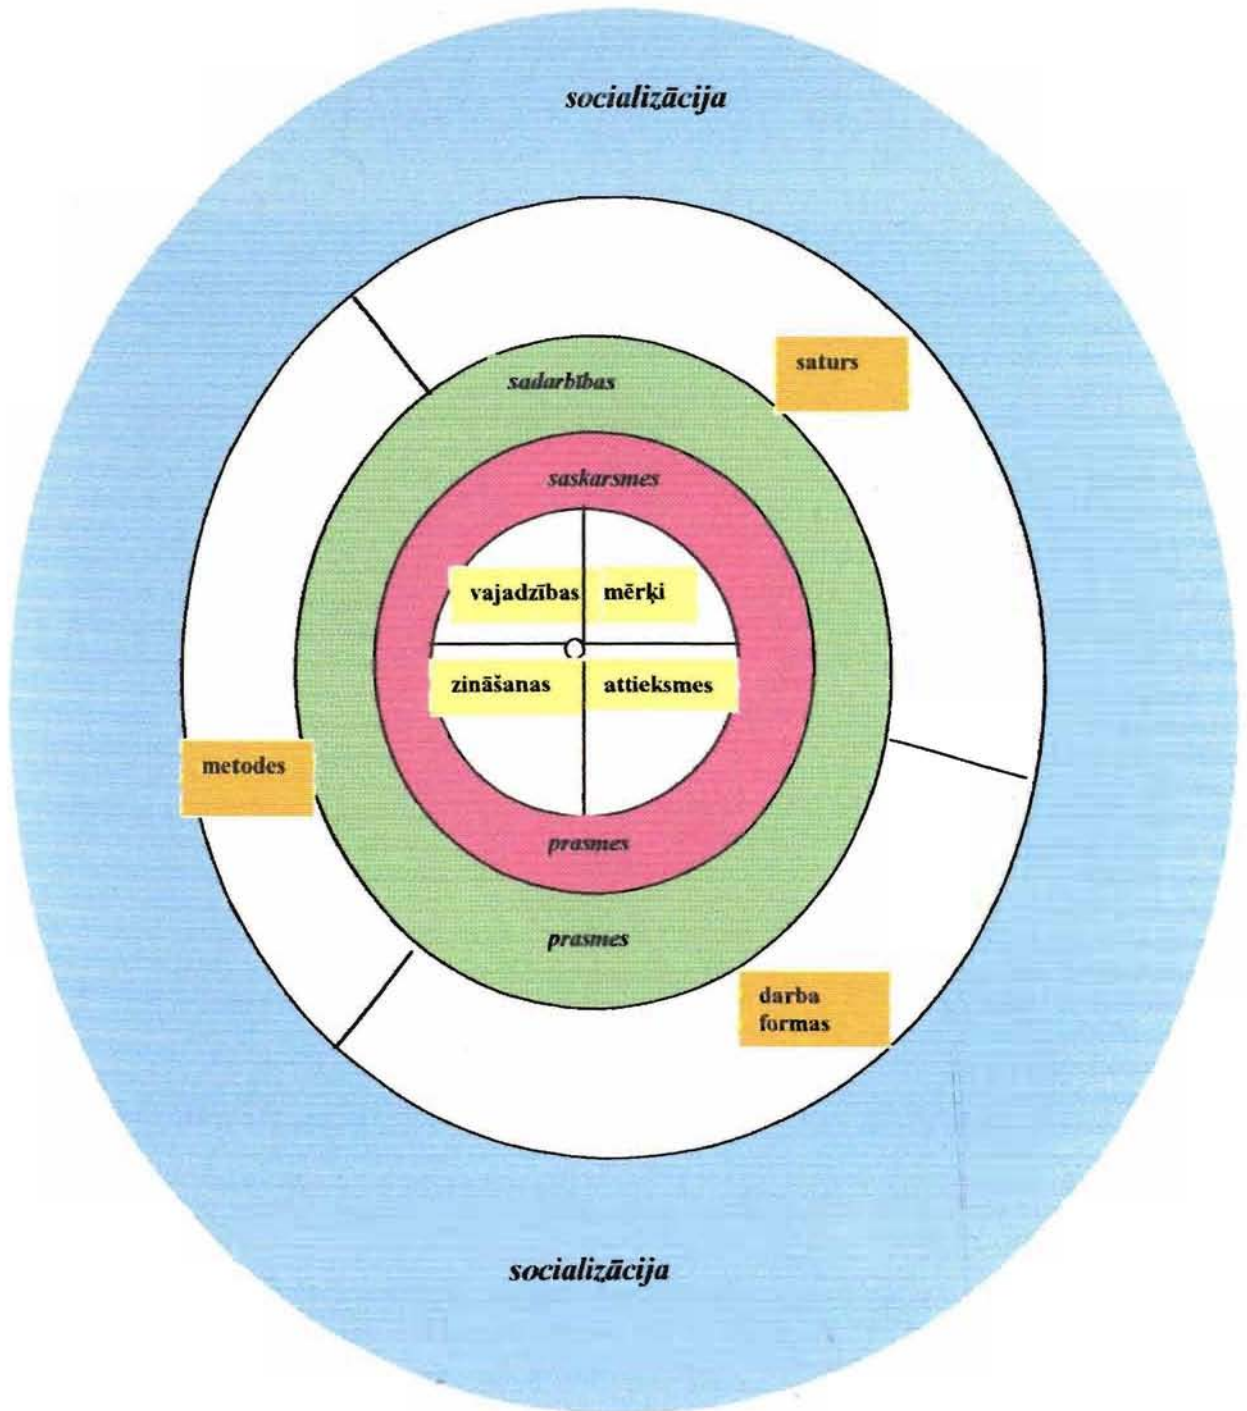 socializācija
saturs
sadarbības
saskarsmes
vajadzības mērķi
zināšanas attieksmes
metodes
prasmes
prasmes
darba
formas
socializācija